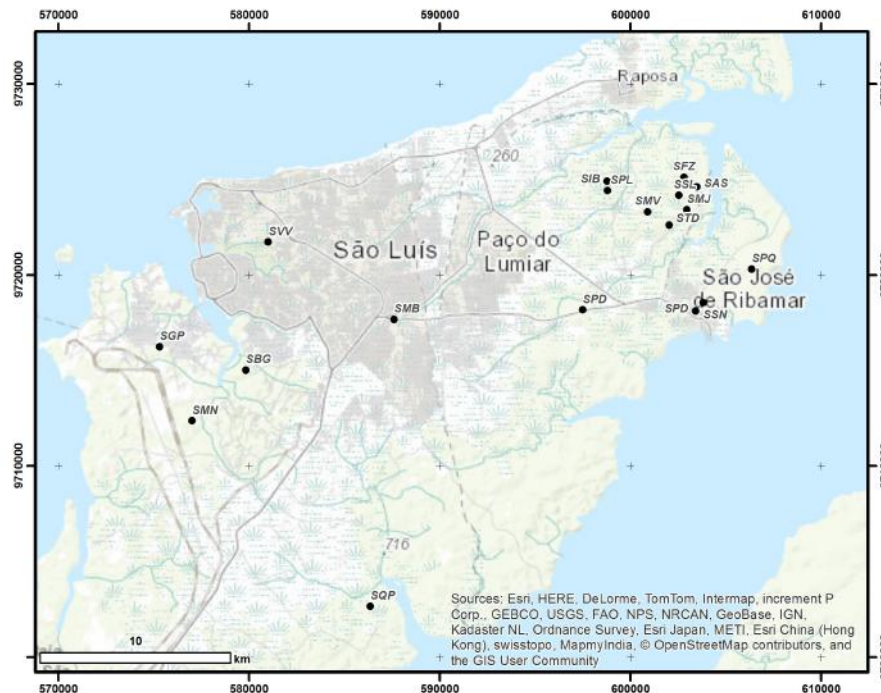 570000 580000 590000 600000 610000
9730000
Raposa
260
SFZ
SIB SPL SSL SAS
SMV SMJ
STD
SVV
São Luís
Paço do
Lumiar
9720000
SPQ
São José
de Ribamar
SMB SPD SPD SSN
SGP
SBG
SMN
9710000
716
SQP
Sources: Esri, HERE, DeLorme, TomTom, Intermap, increment P
Corp., GEBCO, USGS, FAO, NPS, NRCAN, GeoBase, IGN,
Kadaster NL, Ordnance Survey, Esri Japan, METI, Esri China (Hong
Kong), swisstopo, MapmyIndia, © OpenStreetMap contributors, and
the GIS User Community
10
km
570000 580000 590000 600000 610000